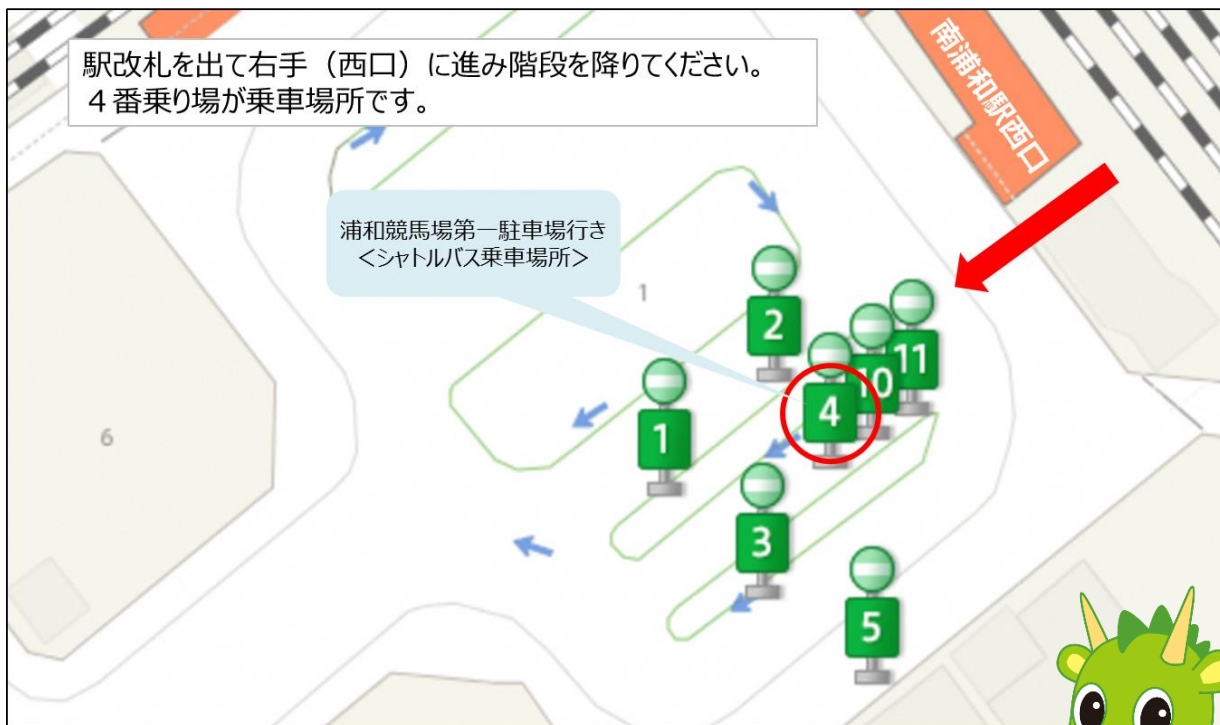 駅改札を出て右手（西口）に進み階段を降りてください。
４番乗り場が乗車場所です。
南浦和駅西口
浦和競馬場第一駐車場行き
＜シャトルバス乗車場所＞
1
2
11
10
4
1
6
3
5